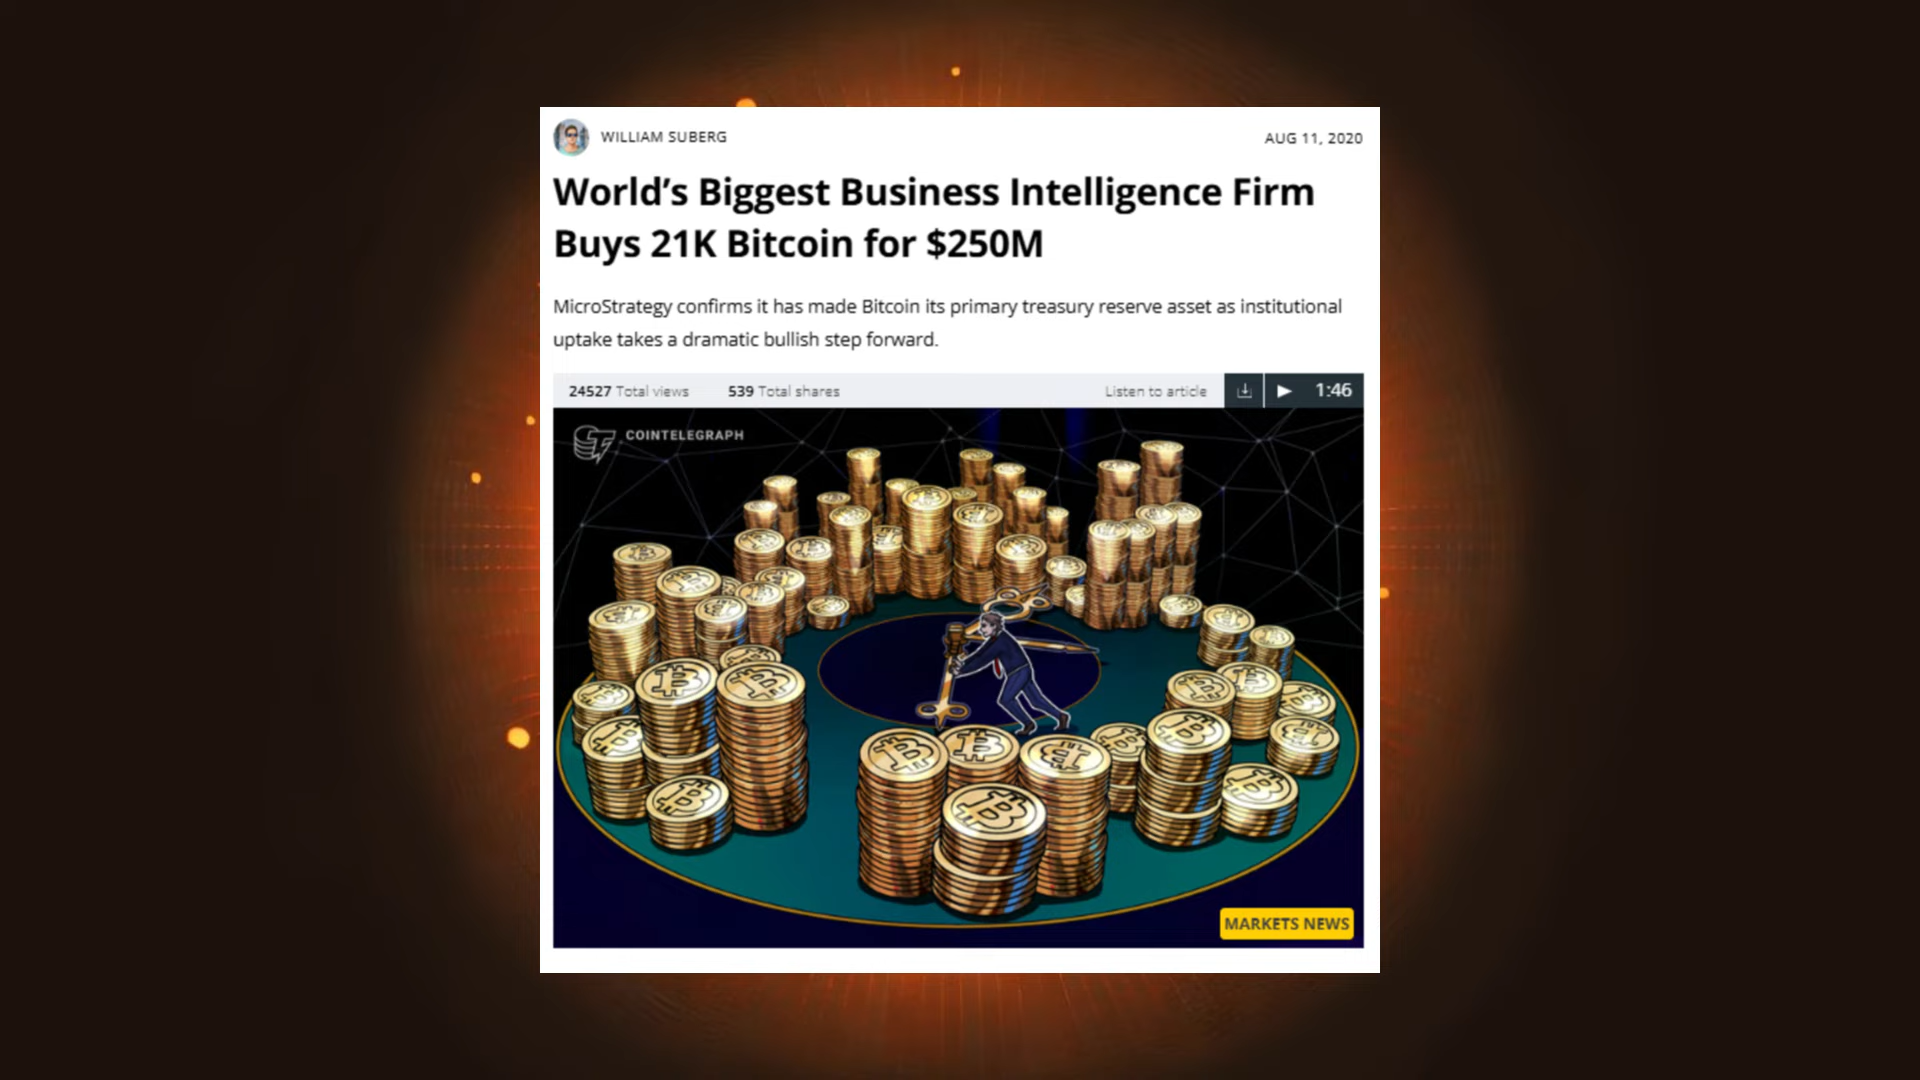 WILLIAM SUBERG
AUG 11, 2020
World’s Biggest Business Intelligence Firm
Buys 21K Bitcoin for $250M
MicroStrategy confirms it has made Bitcoin its primary treasury reserve asset as institutional
uptake takes a dramatic bullish step forward.
24527 Total views 539 Total shares Listen to article 1:46
COINTELEGRAPH
MARKETS NEWS